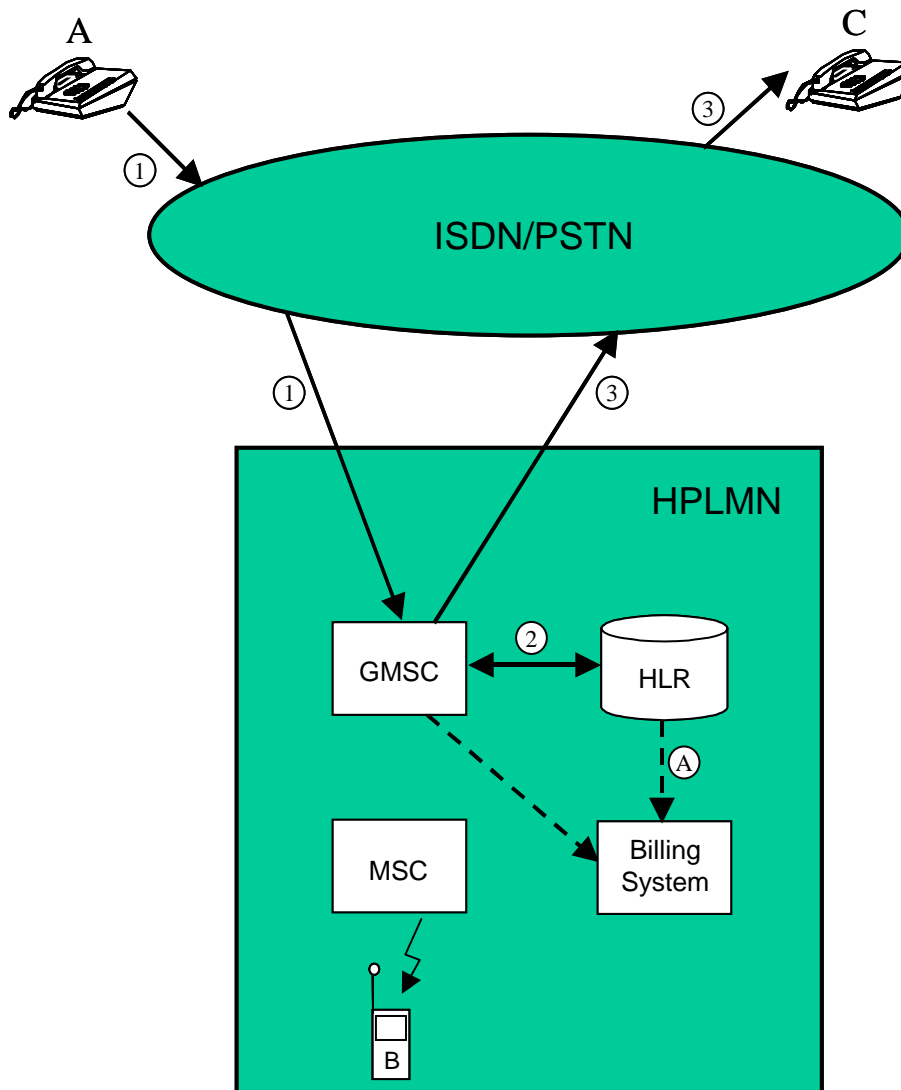 A
C
3
1
ISDN/PSTN
1
3
HPLMN
2
GMSC
HLR
A
MSC
Billing
System
B